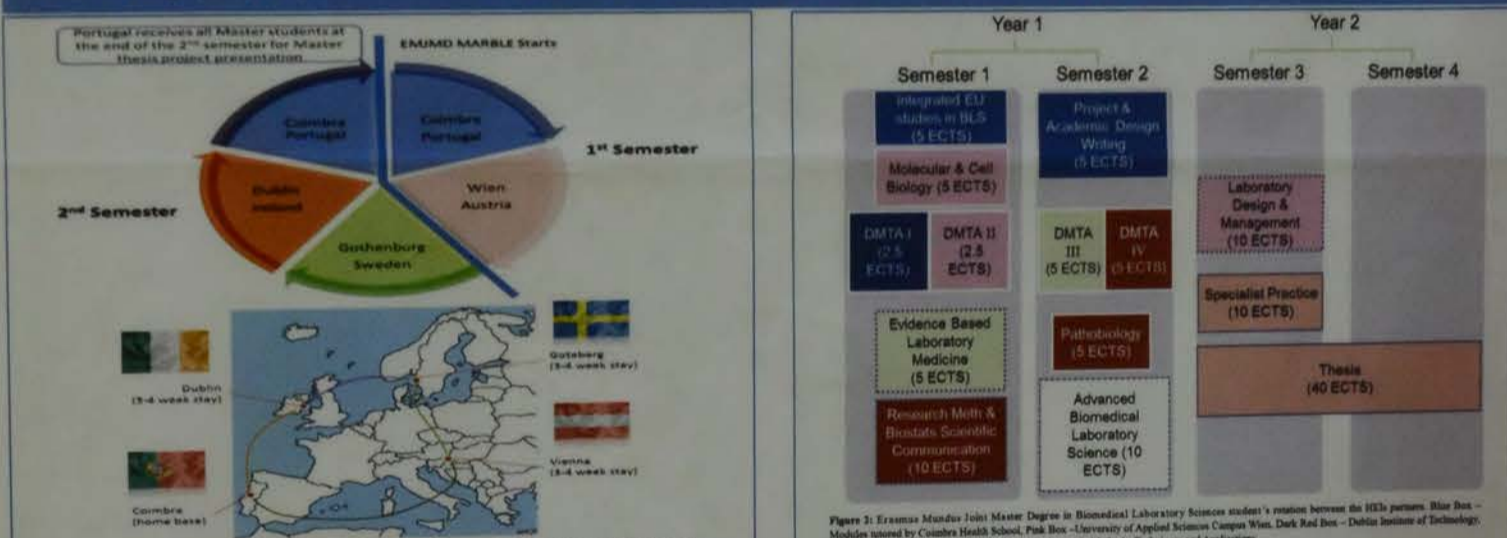 Portugal receives all Master students at
the end of the 2nd semester for Master
thesis project presentation
EMJMD MARBLE Starts
Coimbra
Portugal
Coimbra
Portugal
1st Semester
Wien
Austria
Gothenburg
Sweden
Dublin
Ireland
2nd Semester
Goteberg
(3-4 week stay)
Dublin
(3-4 week stay)
Vienna
(3-4 week stay)
Coimbra
(home base)
Year 1
Year 2
Semester 1
Semester 2
Semester 3
Semester 4
Integrated EU
studies in BLS
(5 ECTS)
Molecular & Cell
Biology (5 ECTS)
DMTA I
(2.5
ECTS)
DMTA II
(2.5
ECTS)
Evidence Based
Laboratory
Medicine
(5 ECTS)
Research Meth &
Biostats Scientific
Communication
(10 ECTS)
Project &
Academic Design
Writing
(5 ECTS)
DMTA
III
(5 ECTS)
DMTA
IV
(5 ECTS)
Pathobiology
(5 ECTS)
Advanced
Biomedical
Laboratory
Science (10
ECTS)
Laboratory
Design &
Management
(10 ECTS)
Specialist Practice
(10 ECTS)
Thesis
(40 ECTS)
Figure 2: Erasmus Mundus Joint Master Degree in Biomedical Laboratory Sciences student's rotation between the HEIs partners. Blue Box –
Modules tutored by Coimbra Health School, Pink Box –University of Applied Sciences Campus Wien, Dark Red Box – Dublin Institute of Technology,